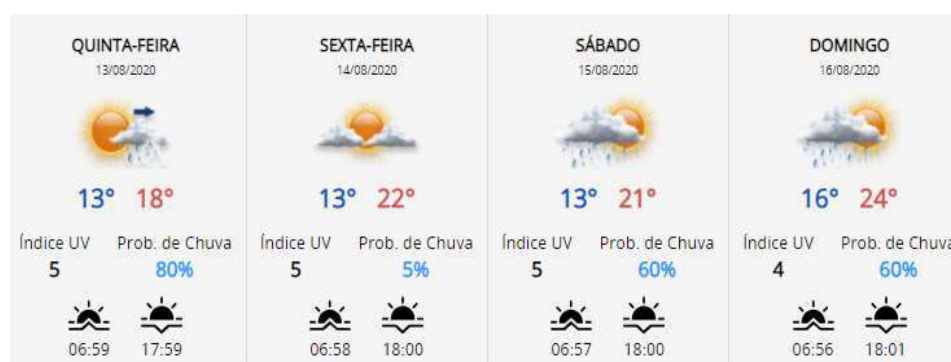 QUINTA-FEIRA
13/08/2020
13° 18°
Índice UV Prob. de Chuva
5 80%
06:59 17:59
SEXTA-FEIRA
14/08/2020
13° 22°
Índice UV Prob. de Chuva
5 5%
06:58 18:00
SÁBADO
15/08/2020
13° 21°
Índice UV Prob. de Chuva
5 60%
06:57 18:00
DOMINGO
16/08/2020
16° 24°
Índice UV Prob. de Chuva
4 60%
06:56 18:01